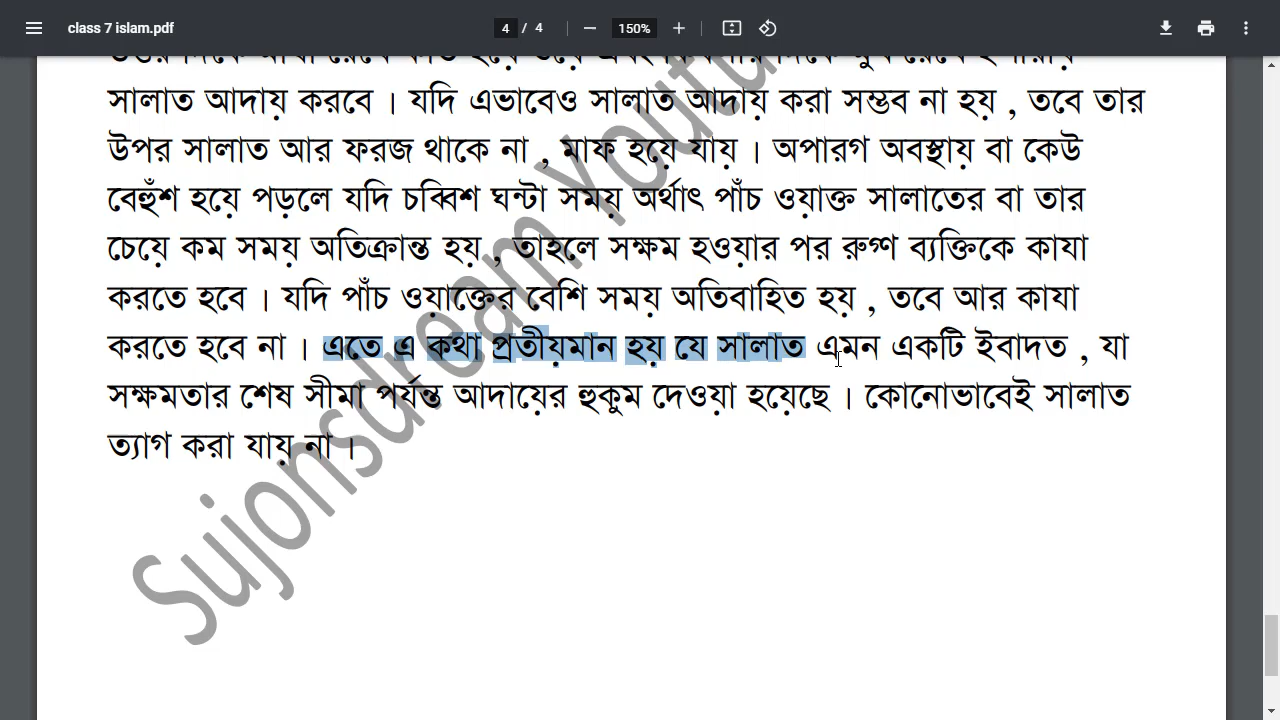 class 7 islam.pdf
4 / 4
150%
সালাত আদায় করবে । যদি এভাবেও সালাত আদায় করা সম্ভব না হয় , তবে তার
উপর সালাত আর ফরজ থাকে না , মাফ হয়ে যায় । অপারগ অবস্থায় বা কেউ
বেহুঁশ হয়ে পড়লে যদি চব্বিশ ঘন্টা সময় অর্থাৎ পাঁচ ওয়াক্ত সালাতের বা তার
চেয়ে কম সময় অতিক্রান্ত হয় , তাহলে সক্ষম হওয়ার পর রুগ্ণ ব্যক্তিকে কাযা
করতে হবে । যদি পাঁচ ওয়াক্তের বেশি সময় অতিবাহিত হয় , তবে আর কাযা
করতে হবে না । এতে এ কথা প্রতীয়মান হয় যে সালাত এমন একটি ইবাদত , যা
সক্ষমতার শেষ সীমা পর্যন্ত আদায়ের হুকুম দেওয়া হয়েছে । কোনোভাবেই সালাত
ত্যাগ করা যায় না ।
Sujonsdream